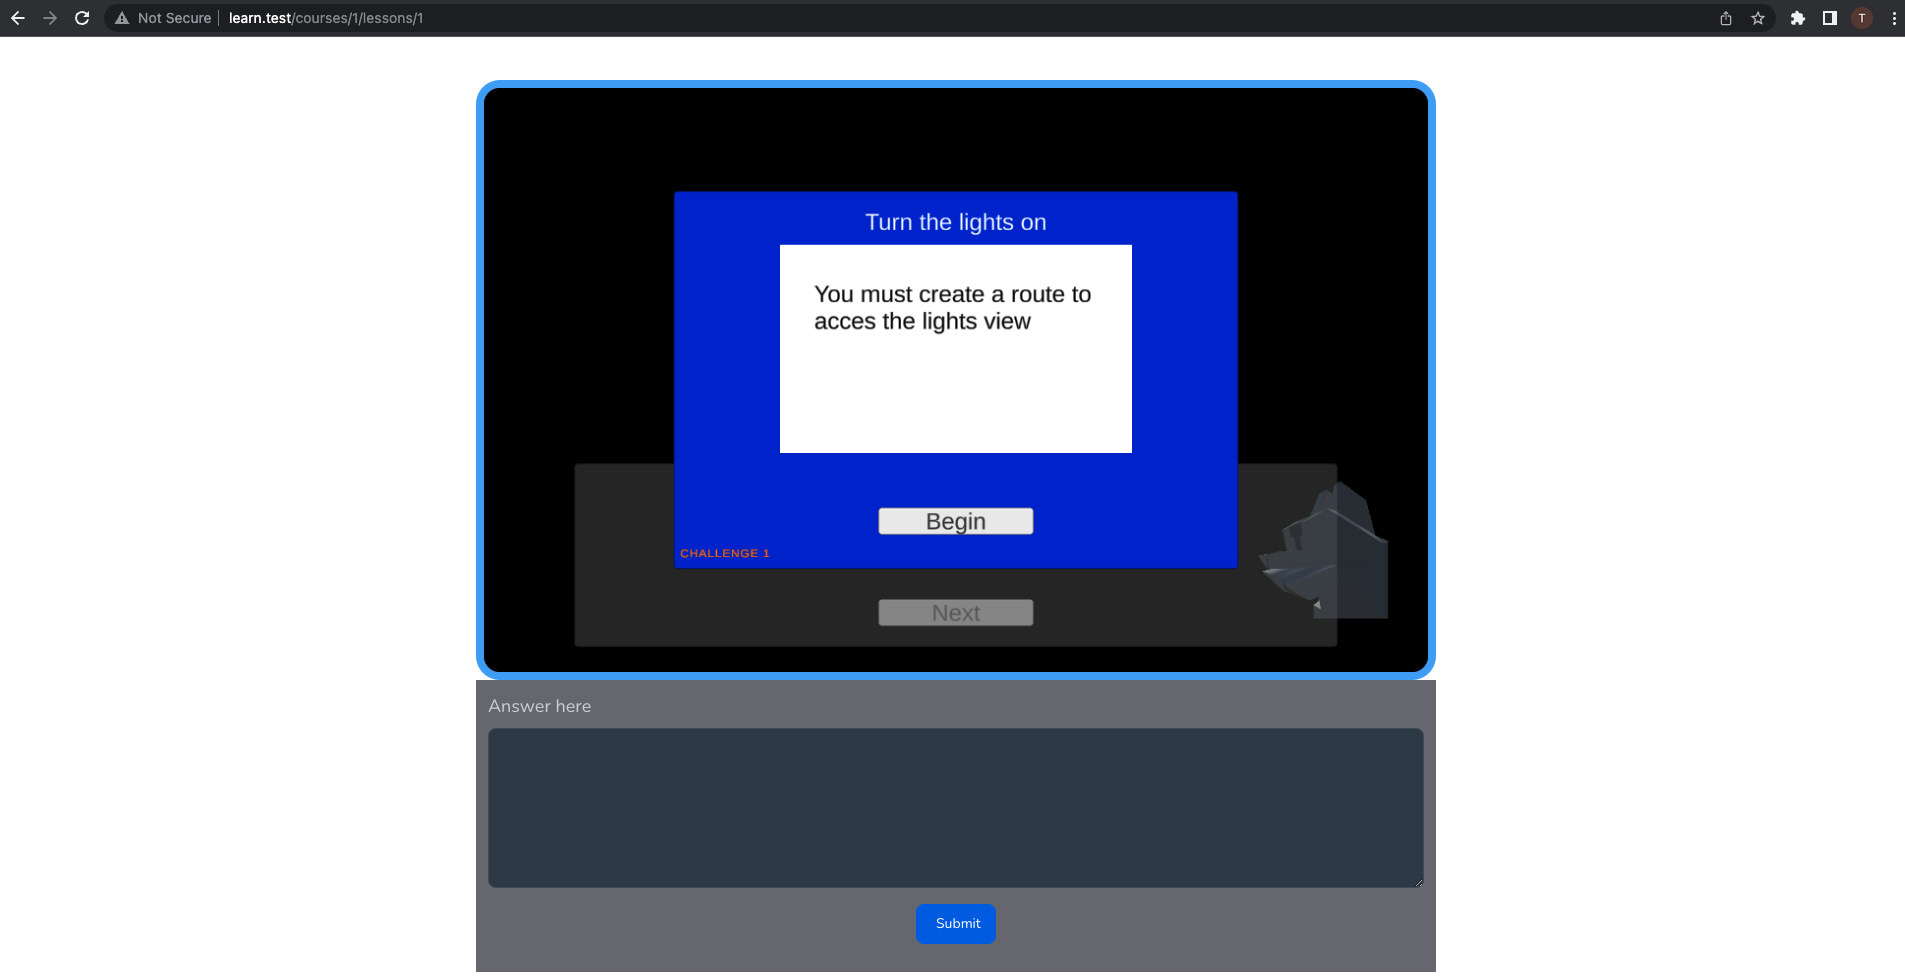 Not Secure learn.test/courses/1/lessons/1 T
Turn the lights on
You must create a route to
acces the lights view
Begin
CHALLENGE 1
Next
Answer here
Submit